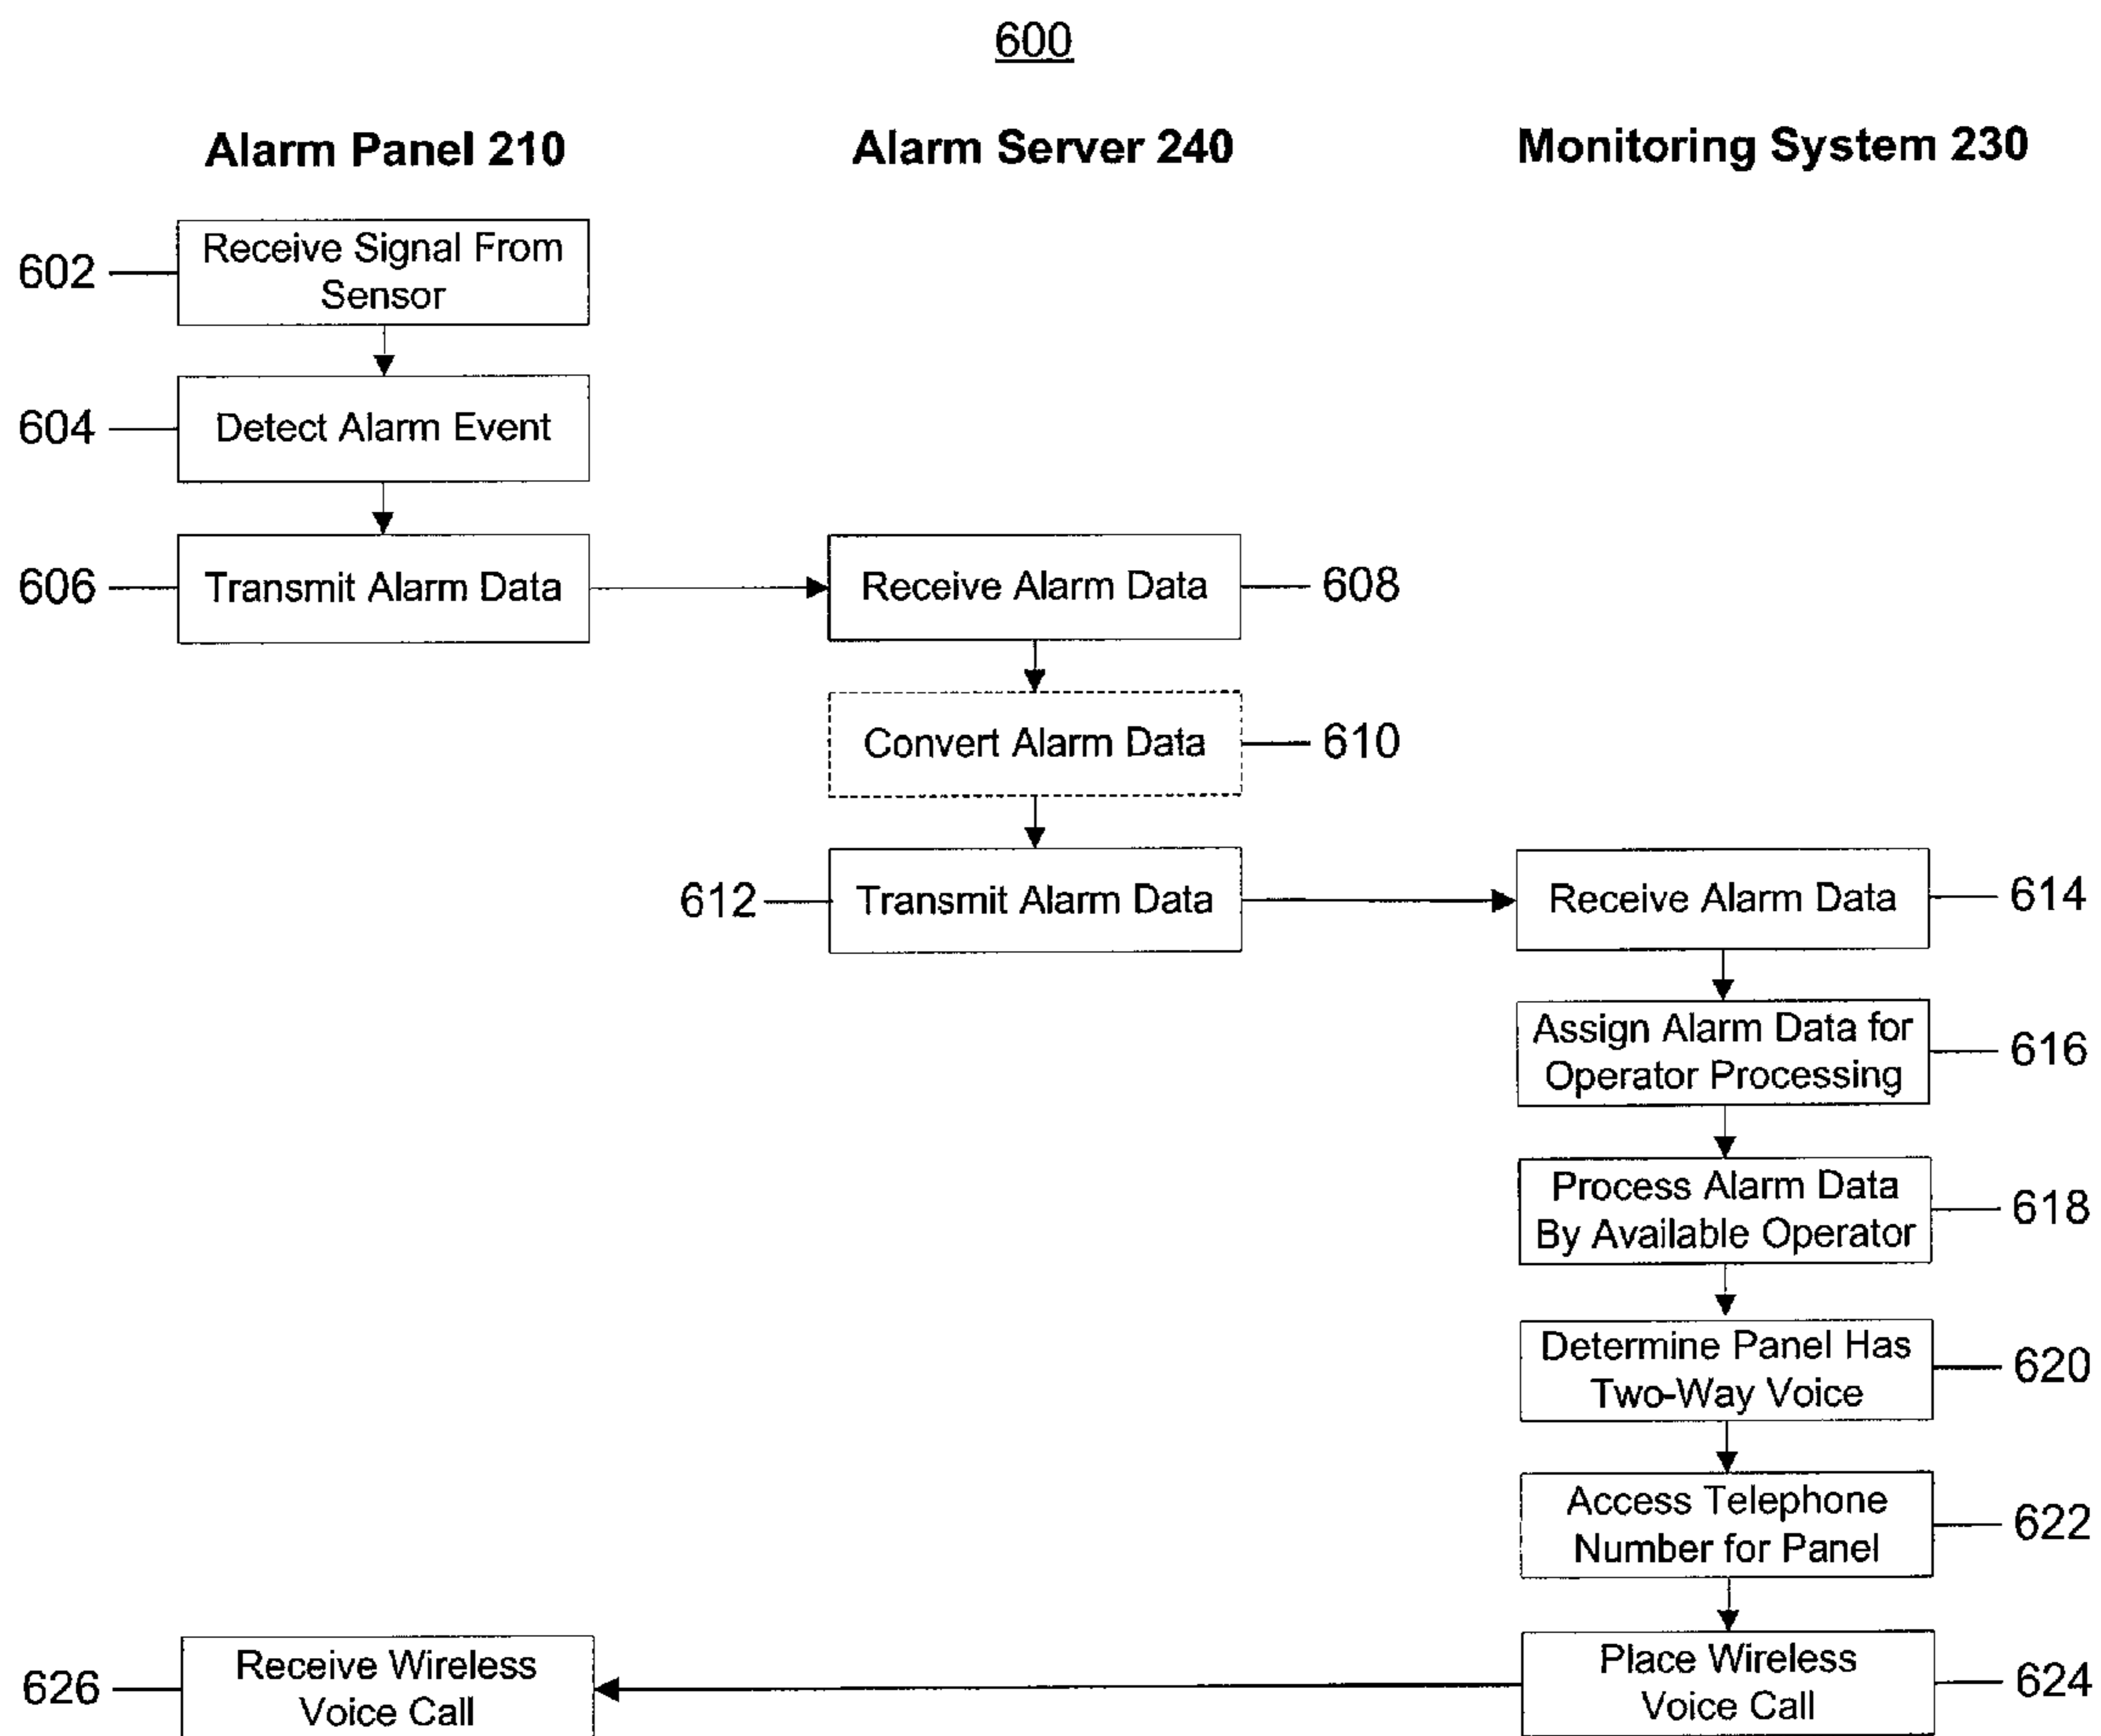 600
Alarm Panel 210
Alarm Server 240
Monitoring System 230
602
Receive Signal From
Sensor
604
Detect Alarm Event
606
Transmit Alarm Data
Receive Alarm Data
608
Convert Alarm Data
610
612
Transmit Alarm Data
Receive Alarm Data
614
Assign Alarm Data for
Operator Processing
616
Process Alarm Data
By Available Operator
618
Determine Panel Has
Two-Way Voice
620
Access Telephone
Number for Panel
622
Place Wireless
Voice Call
624
626
Receive Wireless
Voice Call